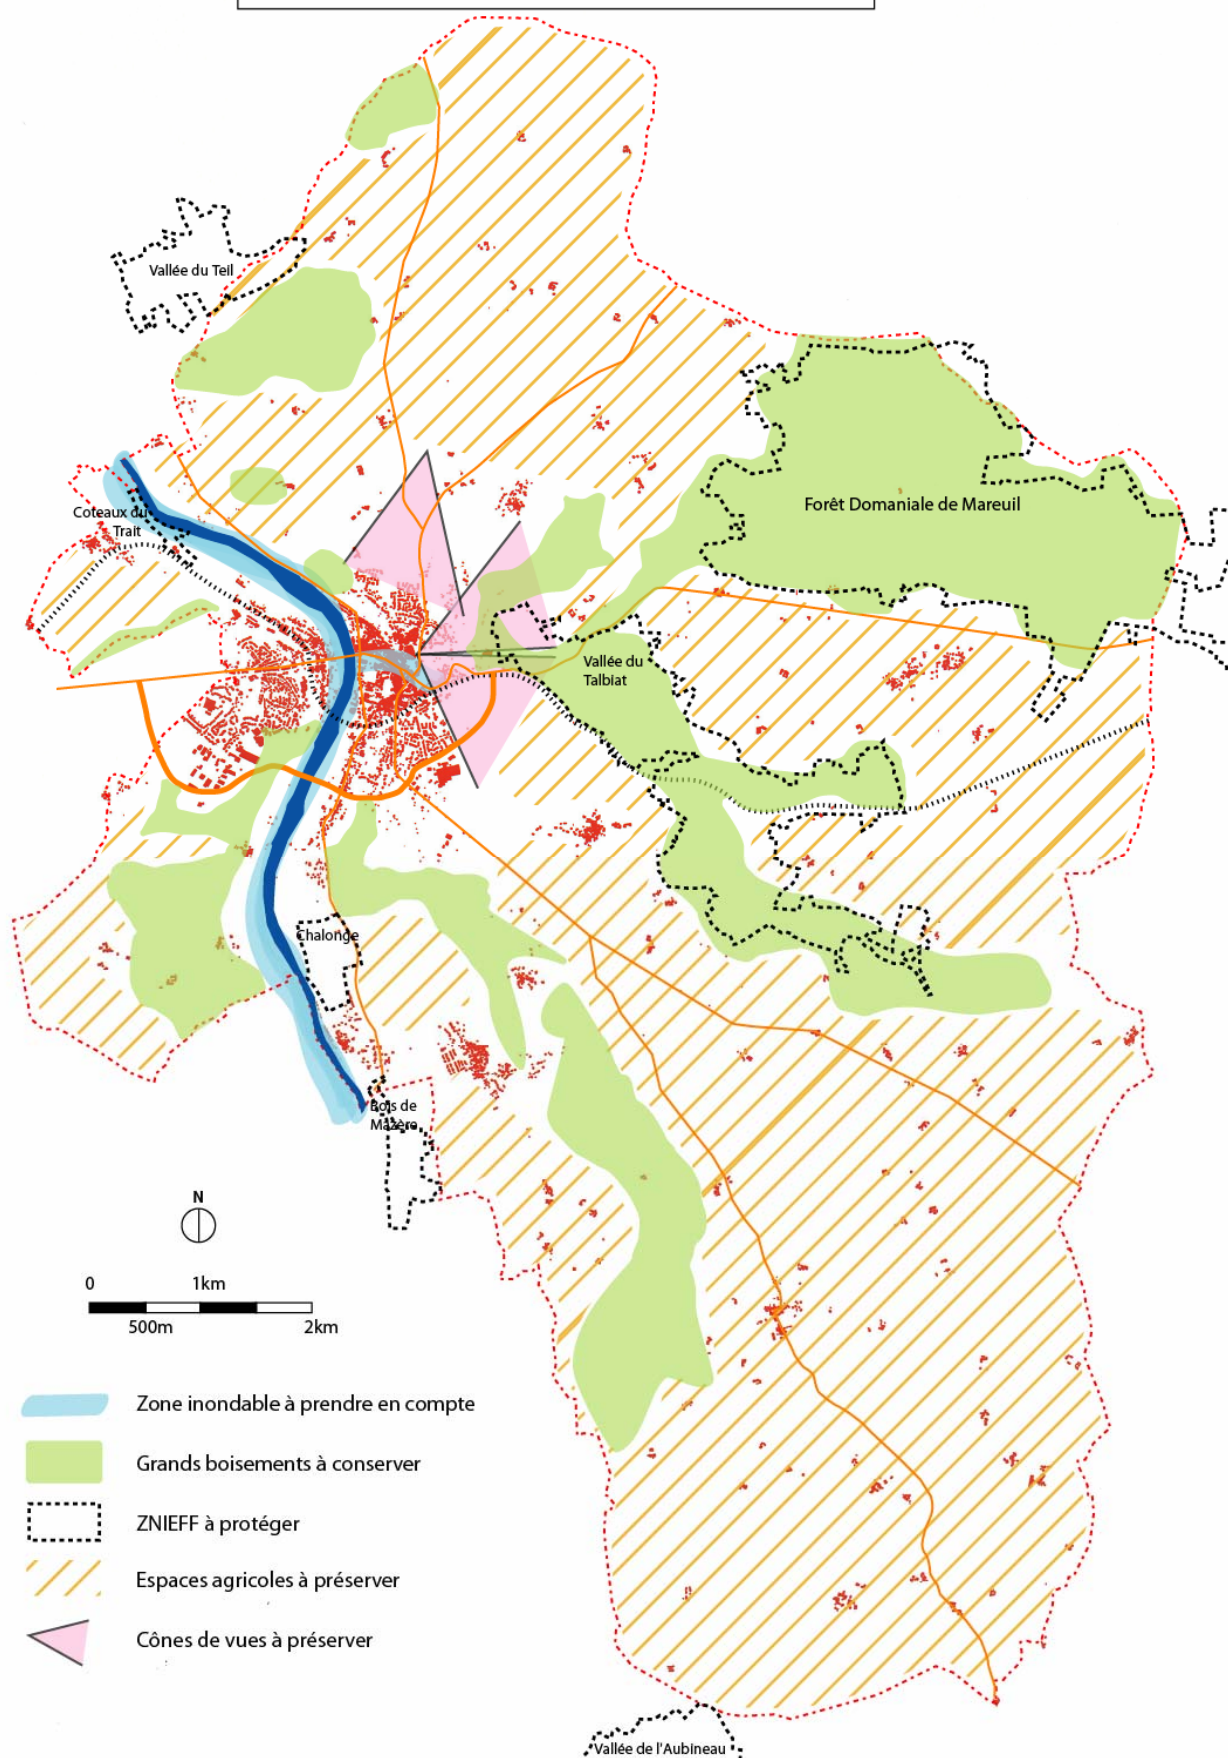 Vallée du Teil
Coteaux du
Trait
Forêt Domaniale de Mareuil
Vallée du
Talbiat
Chalonge
Bois de
Mazère
N
0 1km
500m 2km
Zone inondable à prendre en compte
Grands boisements à conserver
ZNIEFF à protéger
Espaces agricoles à préserver
Cônes de vues à préserver
Vallée de l'Aubineau